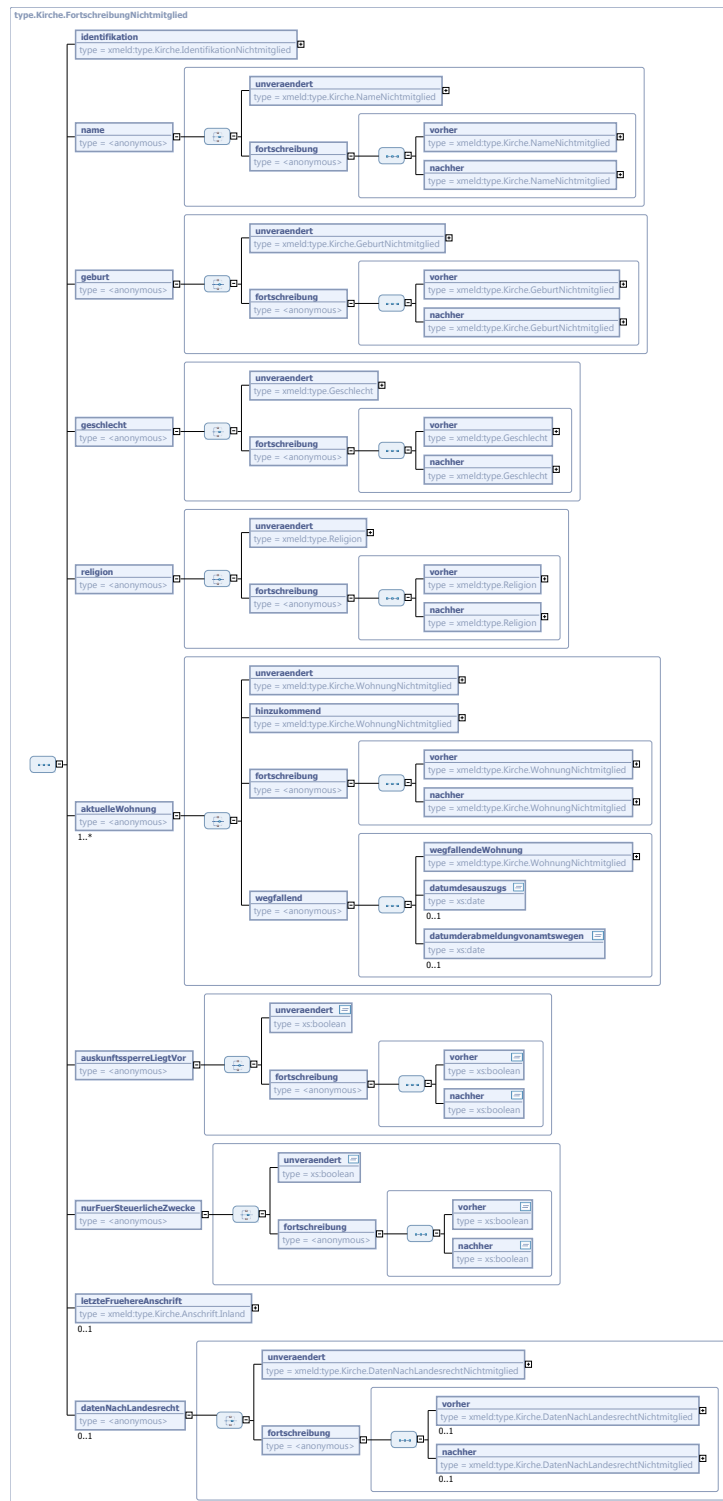 type.Kirche.FortschreibungNichtmitglied
identifikation
type = xmeld:type.Kirche.IdentifikationNichtmitglied
name
type = <anonymous>
unveraendert
type = xmeld:type.Kirche.NameNichtmitglied
fortschreibung
type = <anonymous>
vorher
type = xmeld:type.Kirche.NameNichtmitglied
nachher
type = xmeld:type.Kirche.NameNichtmitglied
geburt
type = <anonymous>
unveraendert
type = xmeld:type.Kirche.GeburtNichtmitglied
fortschreibung
type = <anonymous>
vorher
type = xmeld:type.Kirche.GeburtNichtmitglied
nachher
type = xmeld:type.Kirche.GeburtNichtmitglied
geschlecht
type = <anonymous>
unveraendert
type = xmeld:type.Geschlecht
fortschreibung
type = <anonymous>
vorher
type = xmeld:type.Geschlecht
nachher
type = xmeld:type.Geschlecht
religion
type = <anonymous>
unveraendert
type = xmeld:type.Religion
fortschreibung
type = <anonymous>
vorher
type = xmeld:type.Religion
nachher
type = xmeld:type.Religion
aktuelleWohnung
type = <anonymous>
1..*
unveraendert
type = xmeld:type.Kirche.WohnungNichtmitglied
hinzukommend
type = xmeld:type.Kirche.WohnungNichtmitglied
fortschreibung
type = <anonymous>
vorher
type = xmeld:type.Kirche.WohnungNichtmitglied
nachher
type = xmeld:type.Kirche.WohnungNichtmitglied
wegfallend
type = <anonymous>
wegfallendeWohnung
type = xmeld:type.Kirche.WohnungNichtmitglied
datumdesauszugs
type = xs:date
0..1
datumderabmeldungvonamtswegen
type = xs:date
0..1
auskunftssperreLiegtVor
type = <anonymous>
unveraendert
type = xs:boolean
fortschreibung
type = <anonymous>
vorher
type = xs:boolean
nachher
type = xs:boolean
nurFuerSteuerlicheZwecke
type = <anonymous>
unveraendert
type = xs:boolean
fortschreibung
type = <anonymous>
vorher
type = xs:boolean
nachher
type = xs:boolean
letzteFruehereAnschrift
type = xmeld:type.Kirche.Anschrift.Inland
0..1
datenNachLandesrecht
type = <anonymous>
0..1
unveraendert
type = xmeld:type.Kirche.DatenNachLandesrechtNichtmitglied
fortschreibung
type = <anonymous>
vorher
type = xmeld:type.Kirche.DatenNachLandesrechtNichtmitglied
0..1
nachher
type = xmeld:type.Kirche.DatenNachLandesrechtNichtmitglied
0..1